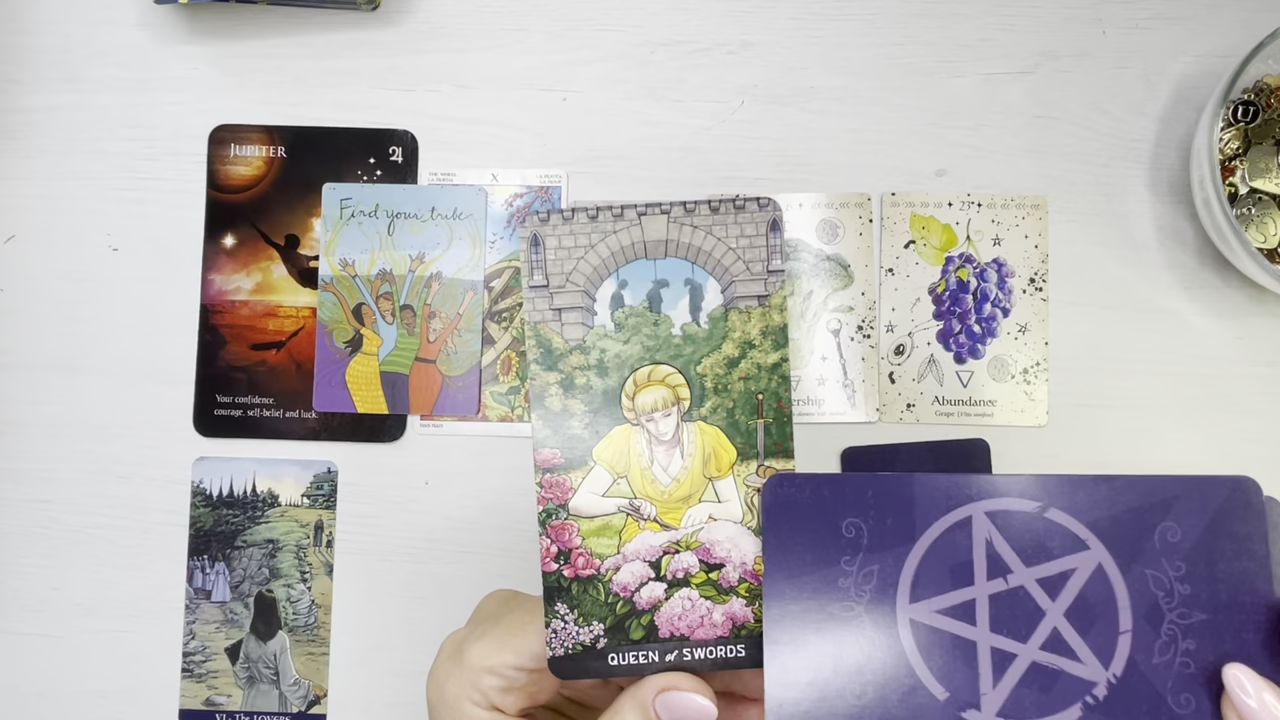 JUPITER
♃
Find your tribe
X
Your confidence,
courage, self-belief and luck.
23
Abundance
Grape
QUEEN of SWORDS
VI - The LOVERS
U